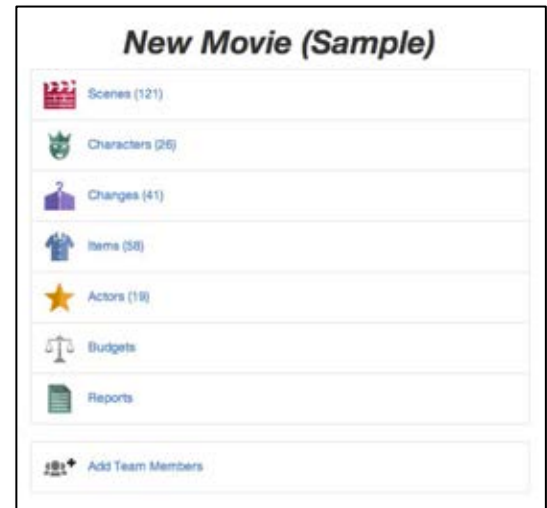 New Movie (Sample)
Scenes (121)
Characters (26)
Changes (41)
Items (58)
Actors (19)
Budgets
Reports
Add Team Members